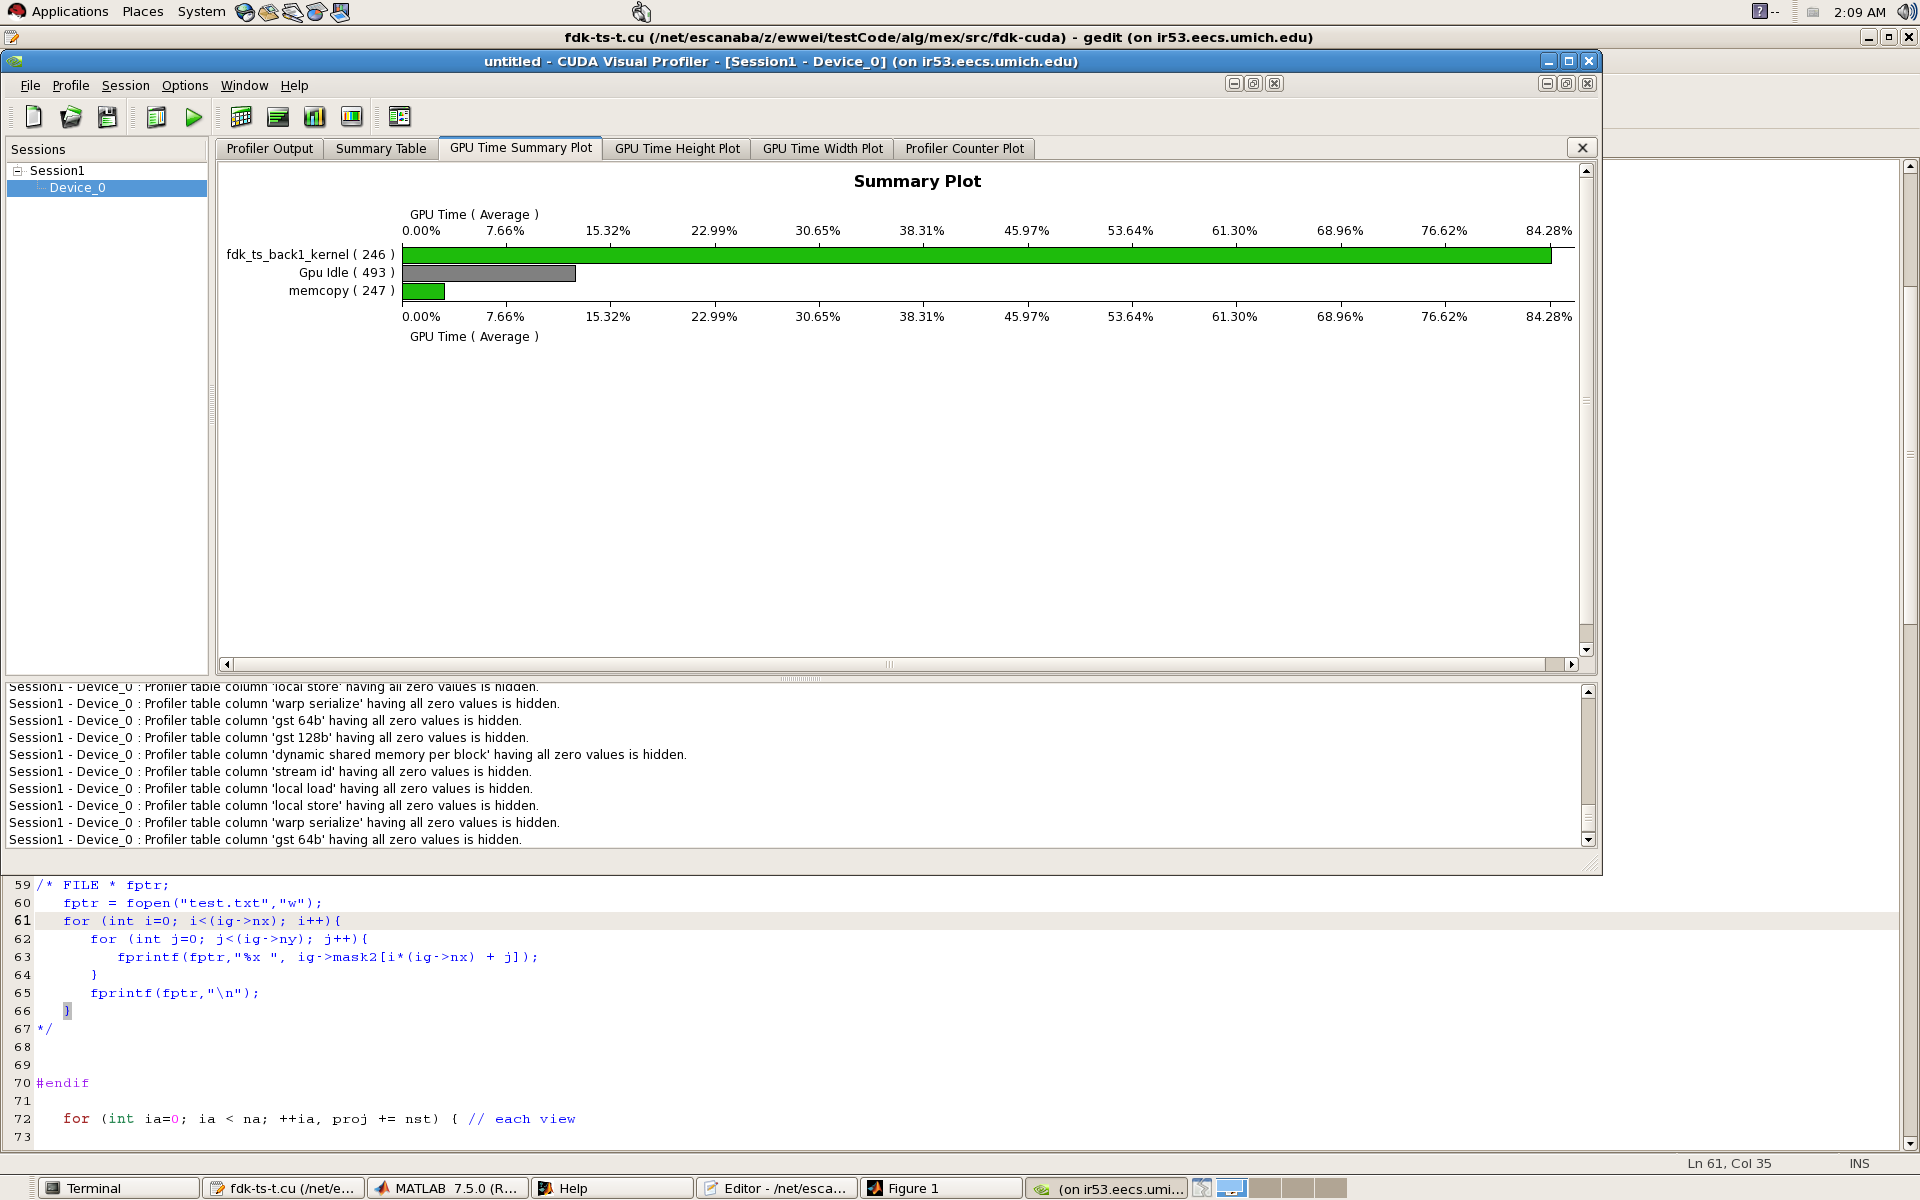 Applications Places System
-- 2:09 AM
fdk-ts-t.cu (/net/escanaba/z/ewwei/testCode/alg/mex/src/fdk-cuda) - gedit (on ir53.eecs.umich.edu)
untitled - CUDA Visual Profiler - [Session1 - Device_0] (on ir53.eecs.umich.edu)
File Profile Session Options Window Help
Sessions
Session1
Device_0
Profiler Output Summary Table GPU Time Summary Plot GPU Time Height Plot GPU Time Width Plot Profiler Counter Plot
Summary Plot
GPU Time ( Average )
0.00% 7.66% 15.32% 22.99% 30.65% 38.31% 45.97% 53.64% 61.30% 68.96% 76.62% 84.28%
fdk_ts_back1_kernel ( 246 )
Gpu Idle ( 493 )
memcopy ( 247 )
0.00% 7.66% 15.32% 22.99% 30.65% 38.31% 45.97% 53.64% 61.30% 68.96% 76.62% 84.28%
GPU Time ( Average )
Session1 - Device_0 : Profiler table column 'local store' having all zero values is hidden.
Session1 - Device_0 : Profiler table column 'warp serialize' having all zero values is hidden.
Session1 - Device_0 : Profiler table column 'gst 64b' having all zero values is hidden.
Session1 - Device_0 : Profiler table column 'gst 128b' having all zero values is hidden.
Session1 - Device_0 : Profiler table column 'dynamic shared memory per block' having all zero values is hidden.
Session1 - Device_0 : Profiler table column 'stream id' having all zero values is hidden.
Session1 - Device_0 : Profiler table column 'local load' having all zero values is hidden.
Session1 - Device_0 : Profiler table column 'local store' having all zero values is hidden.
Session1 - Device_0 : Profiler table column 'warp serialize' having all zero values is hidden.
Session1 - Device_0 : Profiler table column 'gst 64b' having all zero values is hidden.
59 /* FILE * fptr;
60 fptr = fopen("test.txt","w");
61 for (int i=0; i<(ig->nx); i++){
62 for (int j=0; j<(ig->ny); j++){
63 fprintf(fptr,"%x ", ig->mask2[i*(ig->nx) + j]);
64 }
65 fprintf(fptr,"\n");
66 }
67 */
68
69
70 #endif
71
72 for (int ia=0; ia < na; ++ia, proj += nst) { // each view
73
Ln 61, Col 35 INS
Terminal fdk-ts-t.cu (/net/e... MATLAB 7.5.0 (R... Help Editor - /net/esca... Figure 1 (on ir53.eecs.umi...